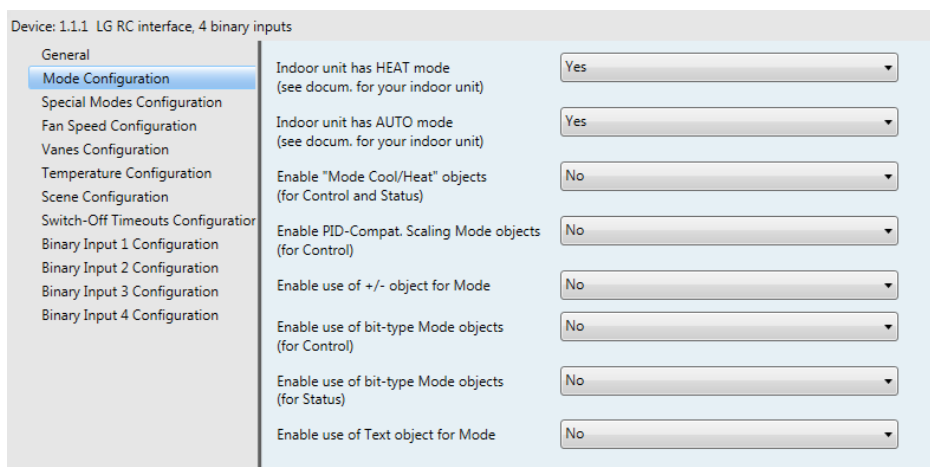 Device: 1.1.1 LG RC interface, 4 binary inputs
General
Mode Configuration
Special Modes Configuration
Fan Speed Configuration
Vanes Configuration
Temperature Configuration
Scene Configuration
Switch-Off Timeouts Configuration
Binary Input 1 Configuration
Binary Input 2 Configuration
Binary Input 3 Configuration
Binary Input 4 Configuration
Indoor unit has HEAT mode
(see docum. for your indoor unit)
Yes
Indoor unit has AUTO mode
(see docum. for your indoor unit)
Yes
Enable "Mode Cool/Heat" objects
(for Control and Status)
No
Enable PID-Compat. Scaling Mode objects
(for Control)
No
Enable use of +/- object for Mode
No
Enable use of bit-type Mode objects
(for Control)
No
Enable use of bit-type Mode objects
(for Status)
No
Enable use of Text object for Mode
No